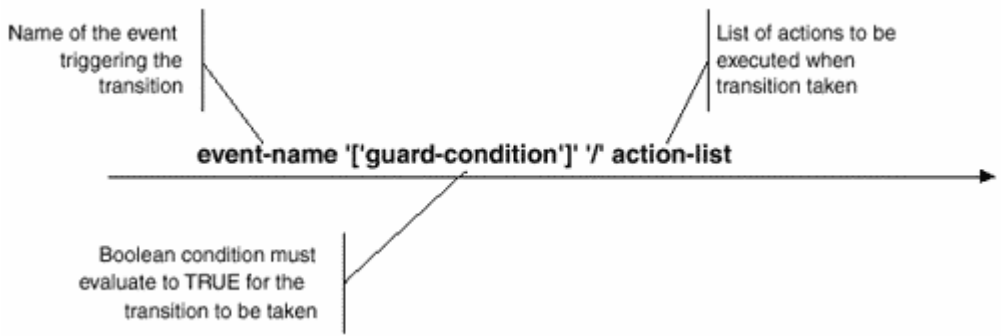 Name of the event
triggering the
transition
List of actions to be
executed when
transition taken
event-name '['guard-condition']' '/' action-list
Boolean condition must
evaluate to TRUE for the
transition to be taken